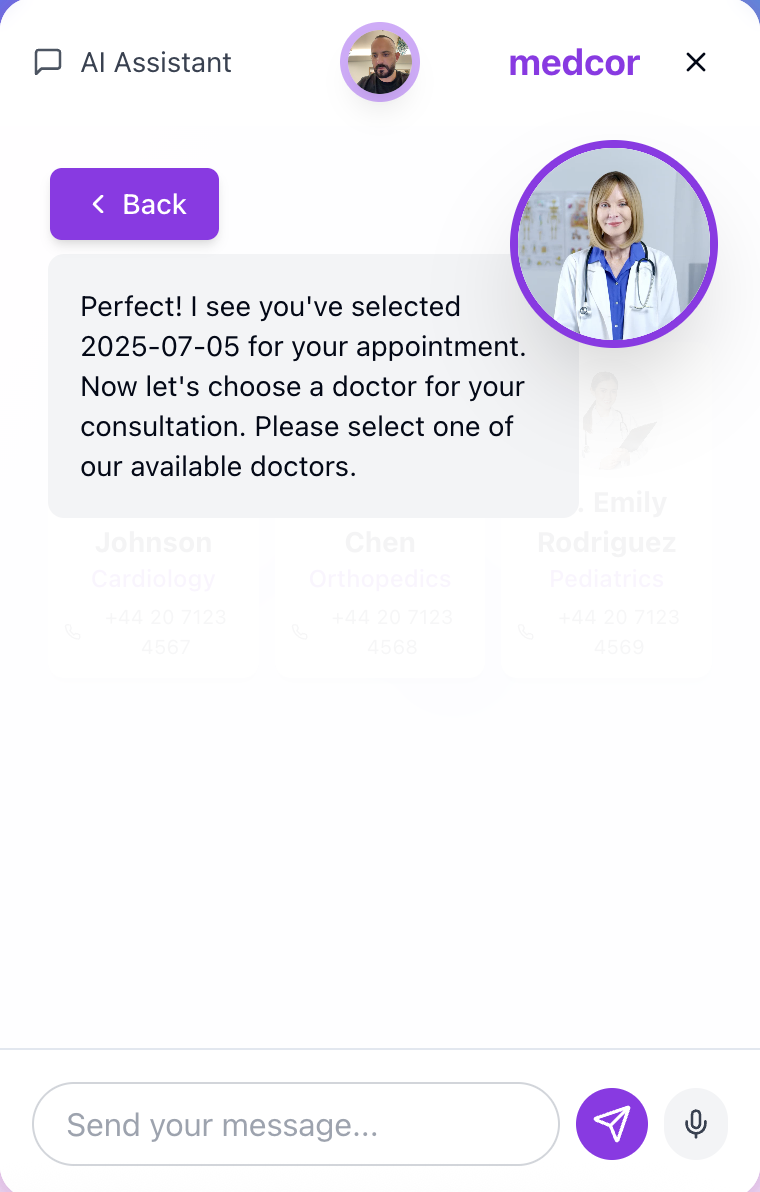 AI Assistant
medcor
Back
Perfect! I see you've selected
2025-07-05 for your appointment.
Now let's choose a doctor for your
consultation. Please select one of
our available doctors.
. Emily
Johnson
Chen
Rodriguez
Cardiology
Orthopedics
Pediatrics
+44 20 7123
4567
+44 20 7123
4568
+44 20 7123
4569
Send your message...